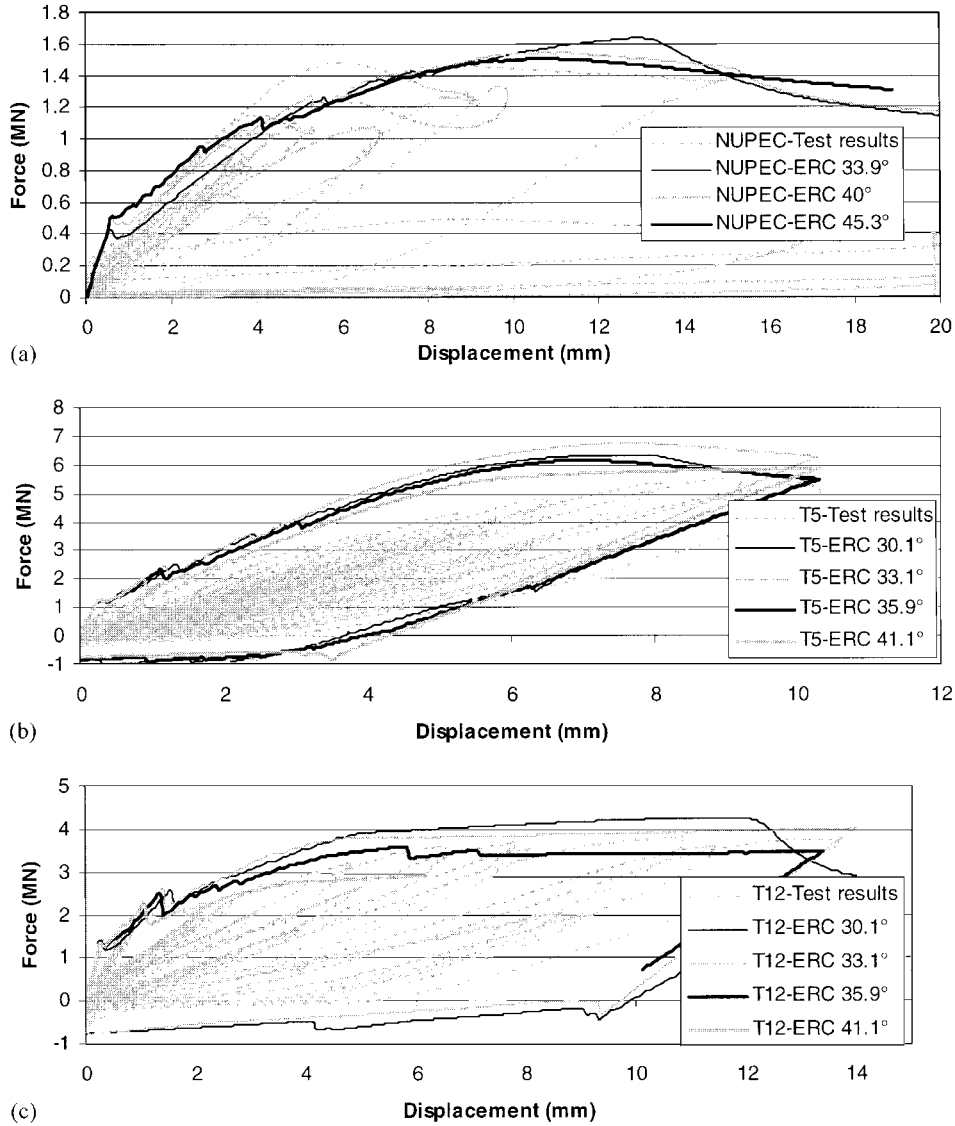 1.8
1.6
1.4
1.2
1
0.8
0.6
0.4
0.2
0
Force (MN)
NUPEC-Test results
NUPEC-ERC 33.9°
NUPEC-ERC 40°
NUPEC-ERC 45.3°
0 2 4 6 8 10 12 14 16 18 20
(a)
Displacement (mm)
8
7
6
5
4
3
2
1
0
-1
Force (MN)
T5-Test results
T5-ERC 30.1°
T5-ERC 33.1°
T5-ERC 35.9°
T5-ERC 41.1°
0 2 4 6 8 10 12
(b)
Displacement (mm)
5
4
3
2
1
0
-1
Force (MN)
T12-Test results
T12-ERC 30.1°
T12-ERC 33.1°
T12-ERC 35.9°
T12-ERC 41.1°
0 2 4 6 8 10 12 14
(c)
Displacement (mm)